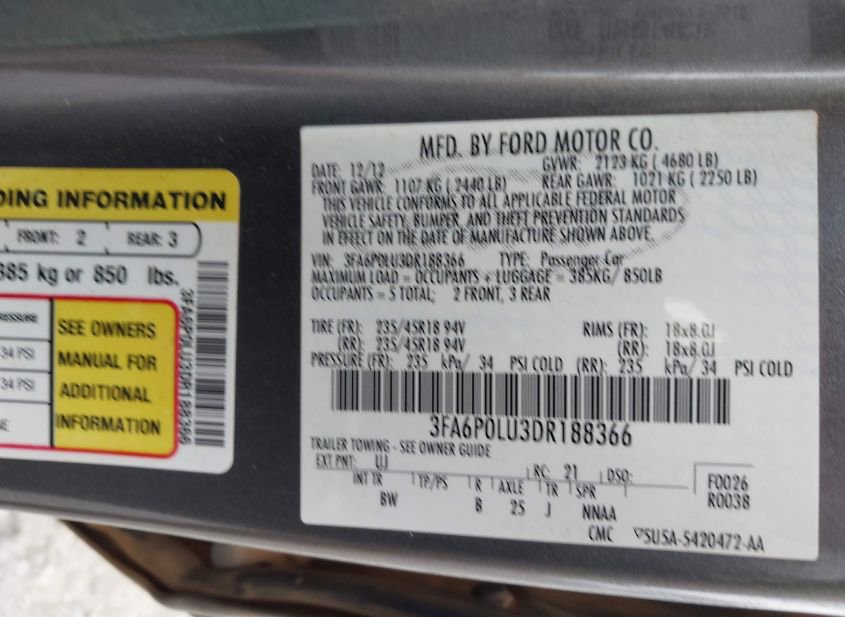 DING INFORMATION
FRONT: 2 REAR: 3
385 kg or 850 lbs.
RESSURE
34 PSI
34 PSI
NE
SEE OWNERS
MANUAL FOR
ADDITIONAL
INFORMATION
3FA6P0LU3DR188366
MFD. BY FORD MOTOR CO.
DATE: 12/12 GVWR: 2123 KG ( 4680 LB)
FRONT GAWR: 1107 KG ( 2440 LB) REAR GAWR: 1021 KG ( 2250 LB)
THIS VEHICLE CONFORMS TO ALL APPLICABLE FEDERAL MOTOR
VEHICLE SAFETY, BUMPER, AND THEFT PREVENTION STANDARDS
IN EFFECT ON THE DATE OF MANUFACTURE SHOWN ABOVE.
VIN: 3FA6P0LU3DR188366 TYPE: Passenger Car
MAXIMUM LOAD = OCCUPANTS + LUGGAGE = 385KG/ 850LB
OCCUPANTS = 5 TOTAL; 2 FRONT, 3 REAR
TIRE (FR): 235/45R18 94V RIMS (FR): 18x8.0J
(RR): 235/45R18 94V (RR): 18x8.0J
PRESSURE (FR): 235 kPa/ 34 PSI COLD (RR): 235 kPa/ 34 PSI COLD
3FA6P0LU3DR188366
TRAILER TOWING - SEE OWNER GUIDE
EXT PNT: UJ RC: 21 DSO: F0026
INT TR TP/PS R AXLE TR SPR R0038
BW B 25 J NNAA
CMC 5U5A-5420472-AA